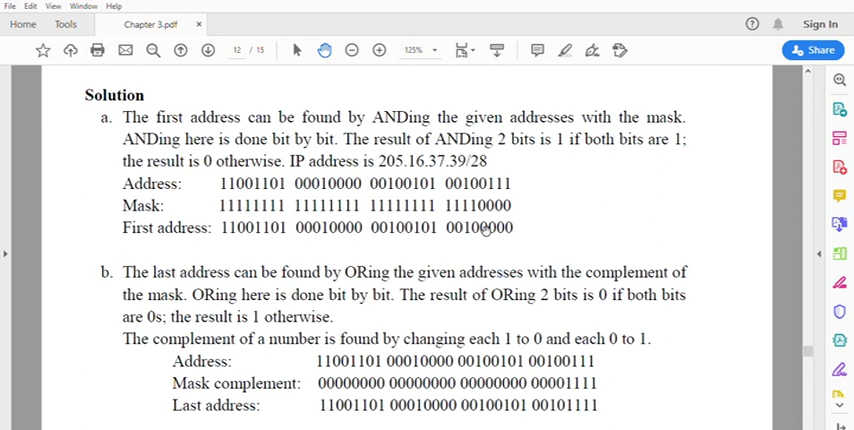 File Edit View Window Help
Home Tools Chapter 3.pdf × Sign In
12 / 15 125% Share
Solution
a. The first address can be found by ANDing the given addresses with the mask.
ANDing here is done bit by bit. The result of ANDing 2 bits is 1 if both bits are 1;
the result is 0 otherwise. IP address is 205.16.37.39/28
Address: 11001101 00010000 00100101 00100111
Mask: 11111111 11111111 11111111 11110000
First address: 11001101 00010000 00100101 00100000
b. The last address can be found by ORing the given addresses with the complement of
the mask. ORing here is done bit by bit. The result of ORing 2 bits is 0 if both bits
are 0s; the result is 1 otherwise.
The complement of a number is found by changing each 1 to 0 and each 0 to 1.
Address: 11001101 00010000 00100101 00100111
Mask complement: 00000000 00000000 00000000 00001111
Last address: 11001101 00010000 00100101 00101111